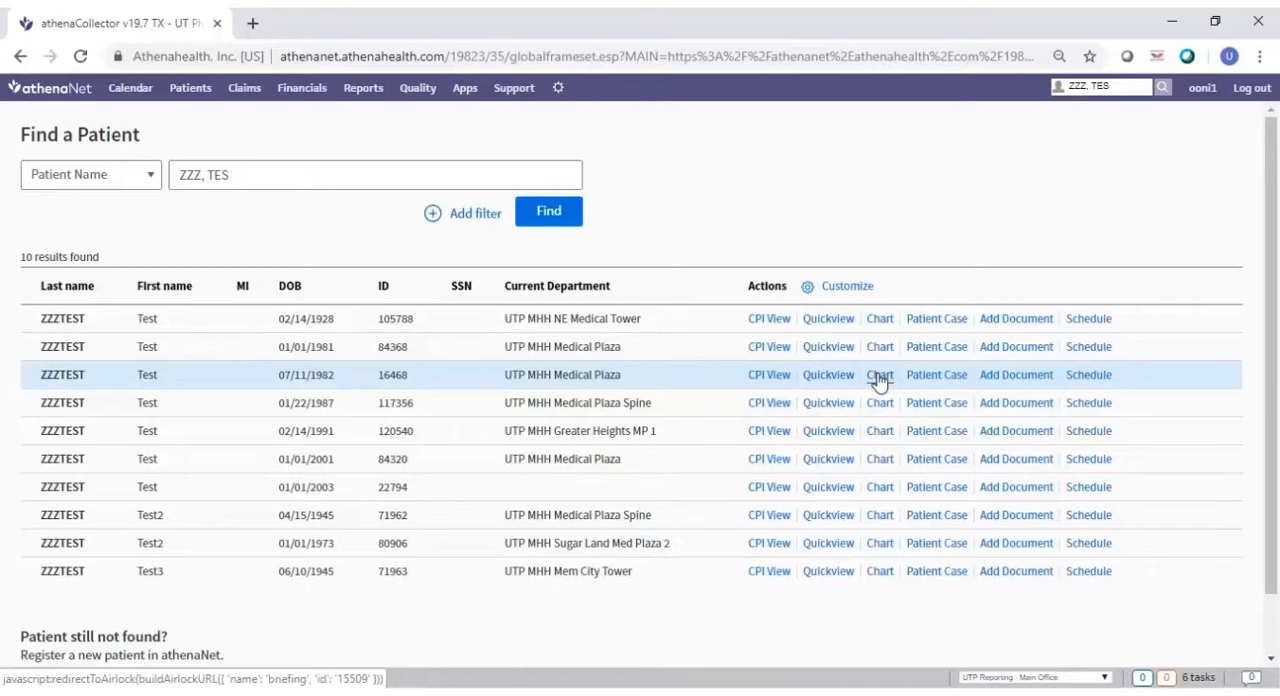 athenaCollector v19.7 TX - UT Ph
Athenahealth, Inc. [US] | athenanet.athenahealth.com/19823/35/globalframeset.esp?MAIN=https%3A%2F%2Fathenanet%2Eathenahealth%2Ecom%2F198...
U
athenaNet Calendar Patients Claims Financials Reports Quality Apps Support ZZZ, TES ooni1 Log out
Find a Patient
Patient Name ZZZ, TES
Add filter Find
10 results found
Last name First name MI DOB ID SSN Current Department Actions Customize
ZZZTEST Test 02/14/1928 105788 UTP MHH NE Medical Tower CPI View Quickview Chart Patient Case Add Document Schedule
ZZZTEST Test 01/01/1981 84368 UTP MHH Medical Plaza CPI View Quickview Chart Patient Case Add Document Schedule
ZZZTEST Test 07/11/1982 16468 UTP MHH Medical Plaza CPI View Quickview Chart Patient Case Add Document Schedule
ZZZTEST Test 01/22/1987 117356 UTP MHH Medical Plaza Spine CPI View Quickview Chart Patient Case Add Document Schedule
ZZZTEST Test 02/14/1991 120540 UTP MHH Greater Heights MP 1 CPI View Quickview Chart Patient Case Add Document Schedule
ZZZTEST Test 01/01/2001 84320 UTP MHH Medical Plaza CPI View Quickview Chart Patient Case Add Document Schedule
ZZZTEST Test 01/01/2003 22794 CPI View Quickview Chart Patient Case Add Document Schedule
ZZZTEST Test2 04/15/1945 71962 UTP MHH Medical Plaza Spine CPI View Quickview Chart Patient Case Add Document Schedule
ZZZTEST Test2 01/01/1973 80906 UTP MHH Sugar Land Med Plaza 2 CPI View Quickview Chart Patient Case Add Document Schedule
ZZZTEST Test3 06/10/1945 71963 UTP MHH Mem City Tower CPI View Quickview Chart Patient Case Add Document Schedule
Patient still not found?
Register a new patient in athenaNet.
javascript:redirectToAirlock(buildAirlockURL({ 'name': 'briefing', 'id': '15509' })) UTP Reporting - Main Office 0 0 6 tasks 0